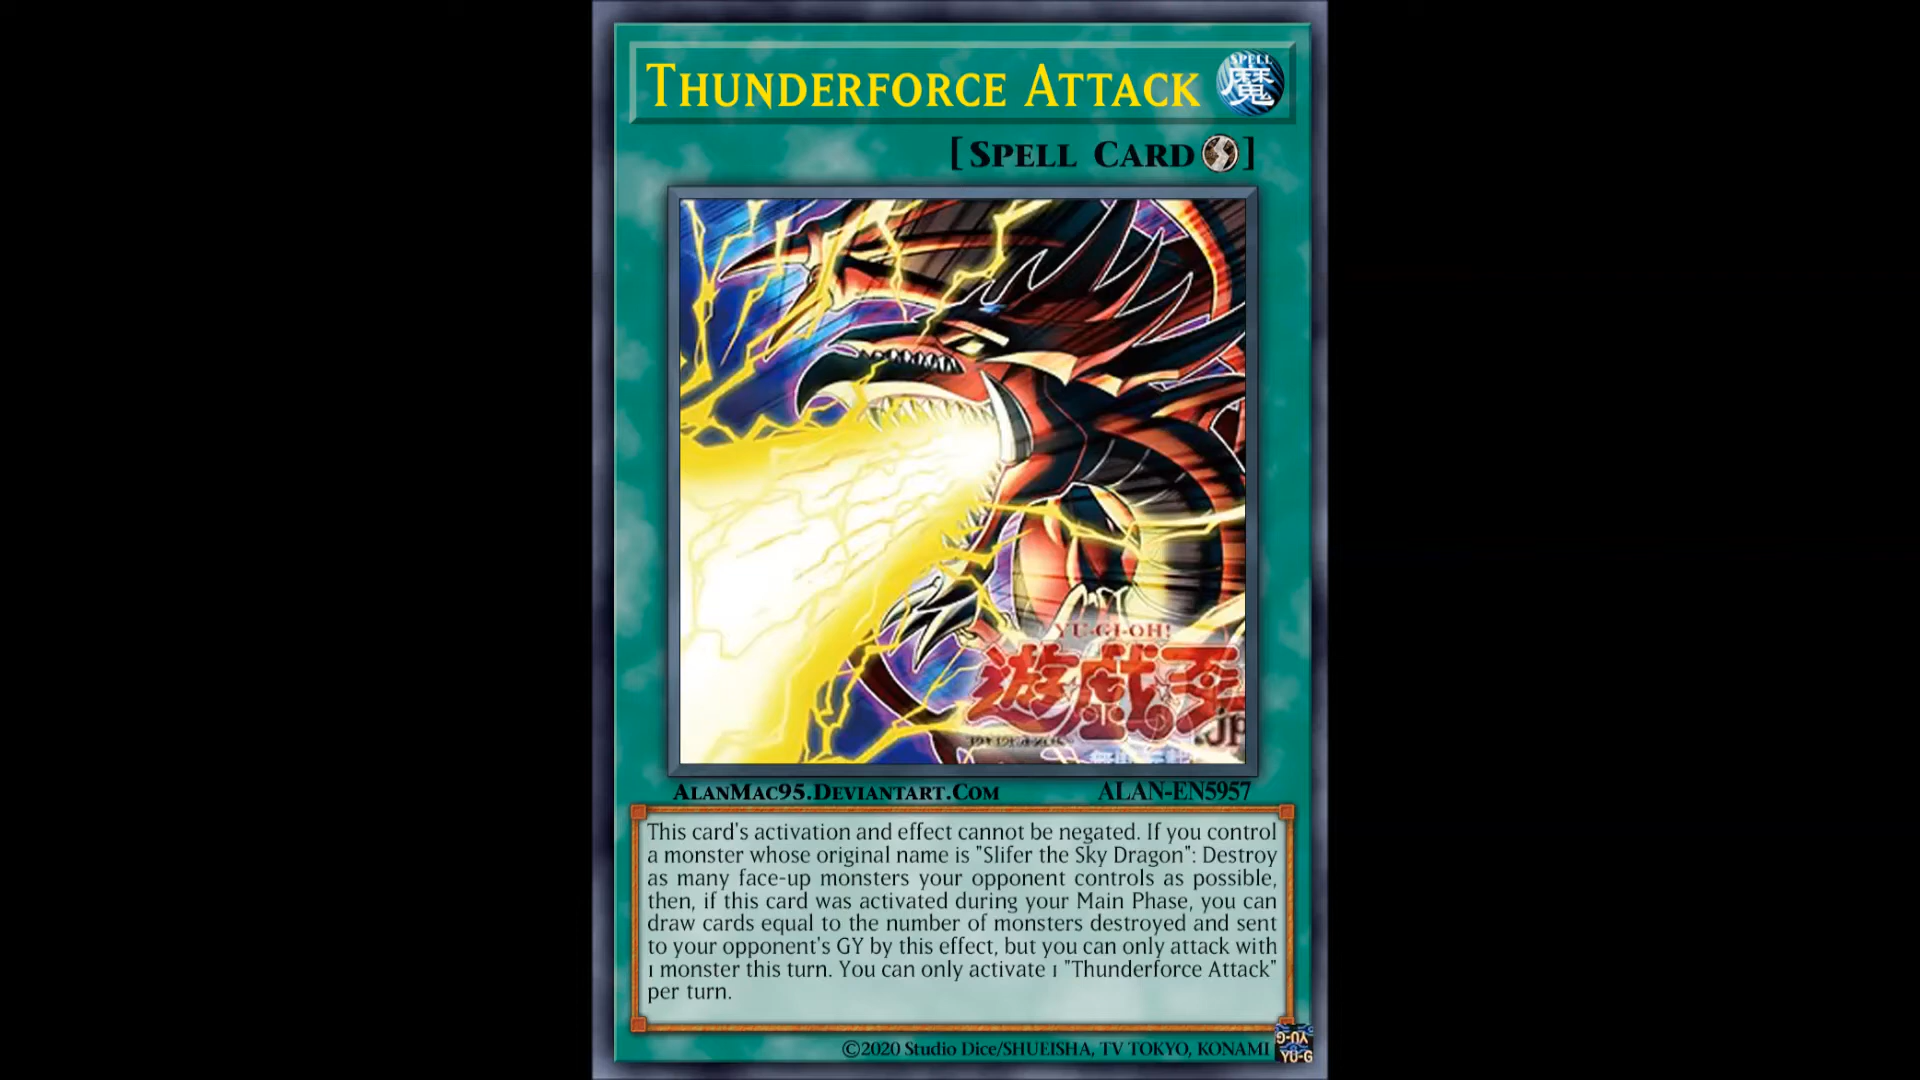 THUNDERFORCE ATTACK
SPELL
魔
[SPELL CARD]
YU-GI-OH!
遊戯王
.jp
ALANMAC95.DEVIANTART.COM ALAN-EN5957
This card's activation and effect cannot be negated. If you control
a monster whose original name is "Slifer the Sky Dragon": Destroy
as many face-up monsters your opponent controls as possible,
then, if this card was activated during your Main Phase, you can
draw cards equal to the number of monsters destroyed and sent
to your opponent's GY by this effect, but you can only attack with
1 monster this turn. You can only activate 1 "Thunderforce Attack"
per turn.
©2020 Studio Dice/SHUEISHA, TV TOKYO, KONAMI
YU-G